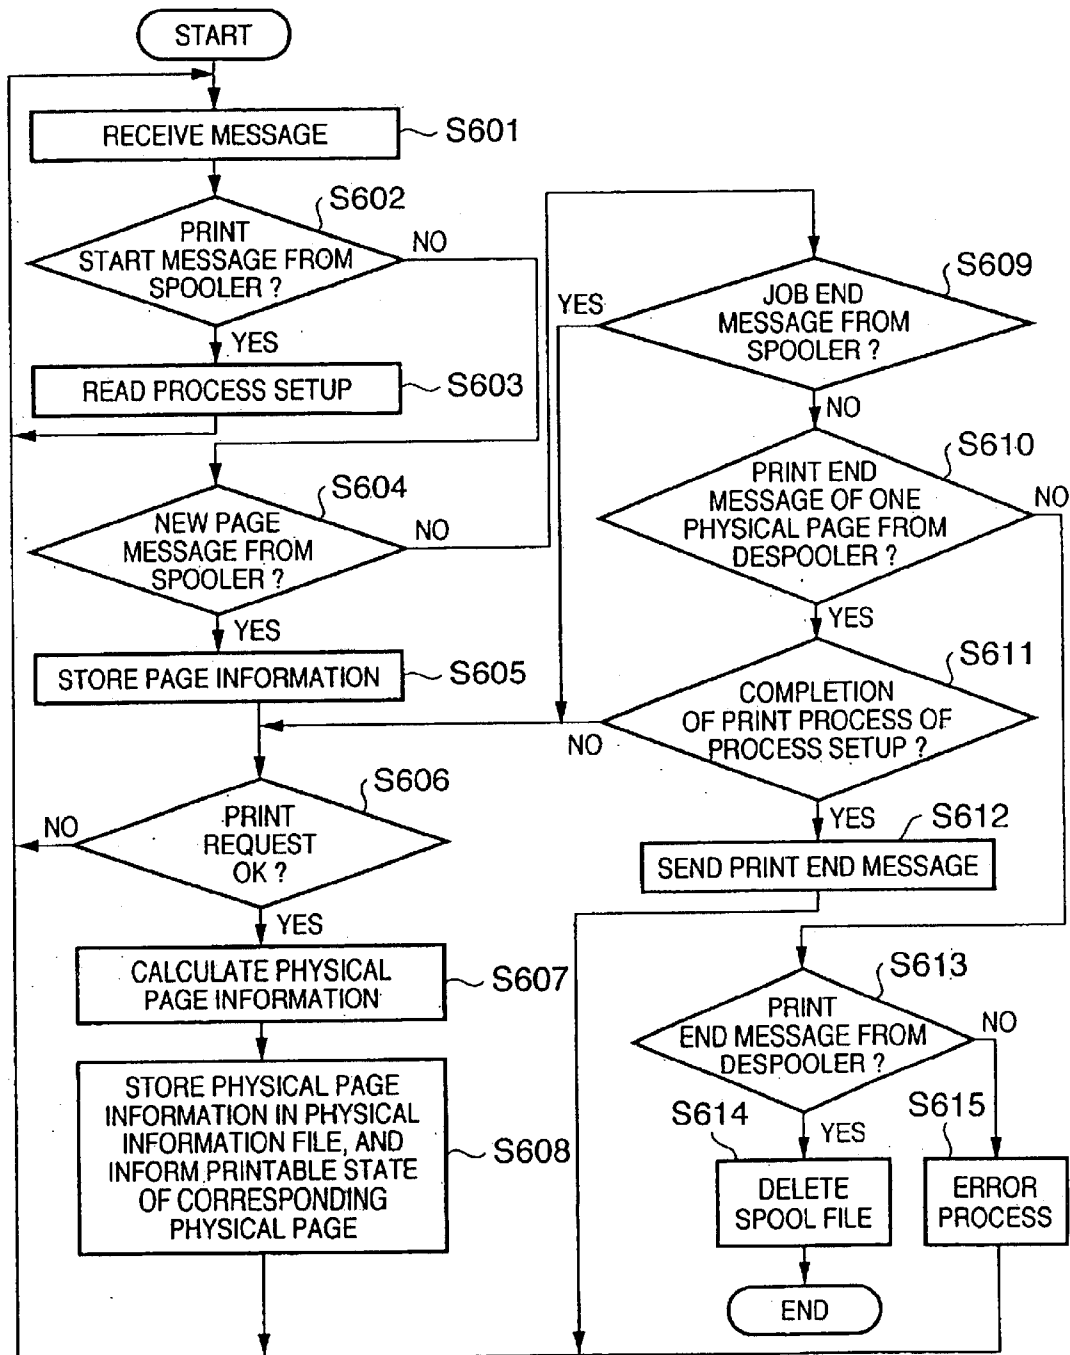 START
RECEIVE MESSAGE
S601
S602
PRINT
START MESSAGE FROM
SPOOLER ?
NO
YES
READ PROCESS SETUP
S603
S604
NEW PAGE
MESSAGE FROM
SPOOLER ?
NO
YES
STORE PAGE INFORMATION
S605
S606
PRINT
REQUEST
OK ?
NO
YES
CALCULATE PHYSICAL
PAGE INFORMATION
S607
STORE PHYSICAL PAGE
INFORMATION IN PHYSICAL
INFORMATION FILE, AND
INFORM PRINTABLE STATE
OF CORRESPONDING
PHYSICAL PAGE
S608
S609
JOB END
MESSAGE FROM
SPOOLER ?
YES
NO
S610
PRINT END
MESSAGE OF ONE
PHYSICAL PAGE FROM
DESPOOLER ?
NO
YES
S611
COMPLETION
OF PRINT PROCESS OF
PROCESS SETUP ?
NO
YES
S612
SEND PRINT END MESSAGE
S613
PRINT
END MESSAGE FROM
DESPOOLER ?
NO
YES
S614
DELETE
SPOOL FILE
S615
ERROR
PROCESS
END